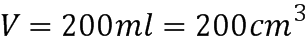 V = 200ml = 200cm³